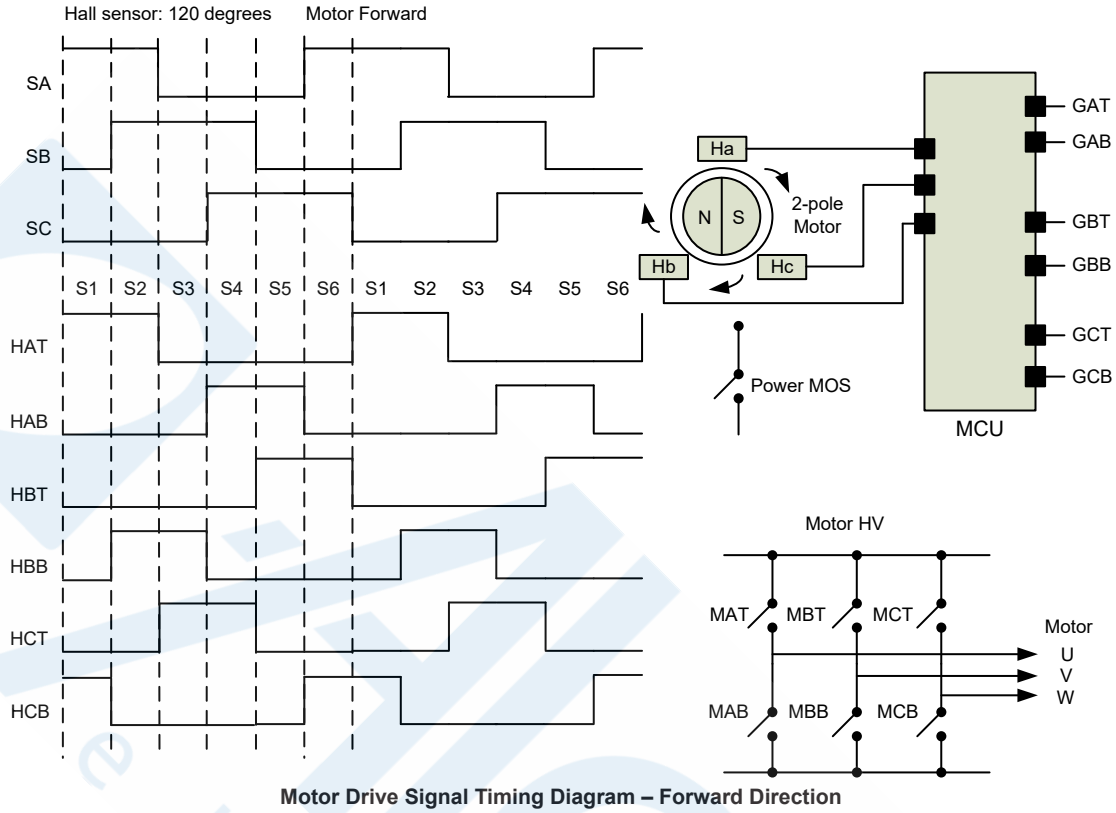 Hall sensor: 120 degrees Motor Forward
SA
SB
SC
S1 S2 S3 S4 S5 S6 S1 S2 S3 S4 S5 S6
HAT
HAB
HBT
HBB
HCT
HCB
Ha
N S
2-pole
Motor
Hb
Hc
Power MOS
GAT
GAB
GBT
GBB
GCT
GCB
MCU
Motor HV
MAT MBT MCT
Motor
U
V
W
MAB MBB MCB
Motor Drive Signal Timing Diagram – Forward Direction